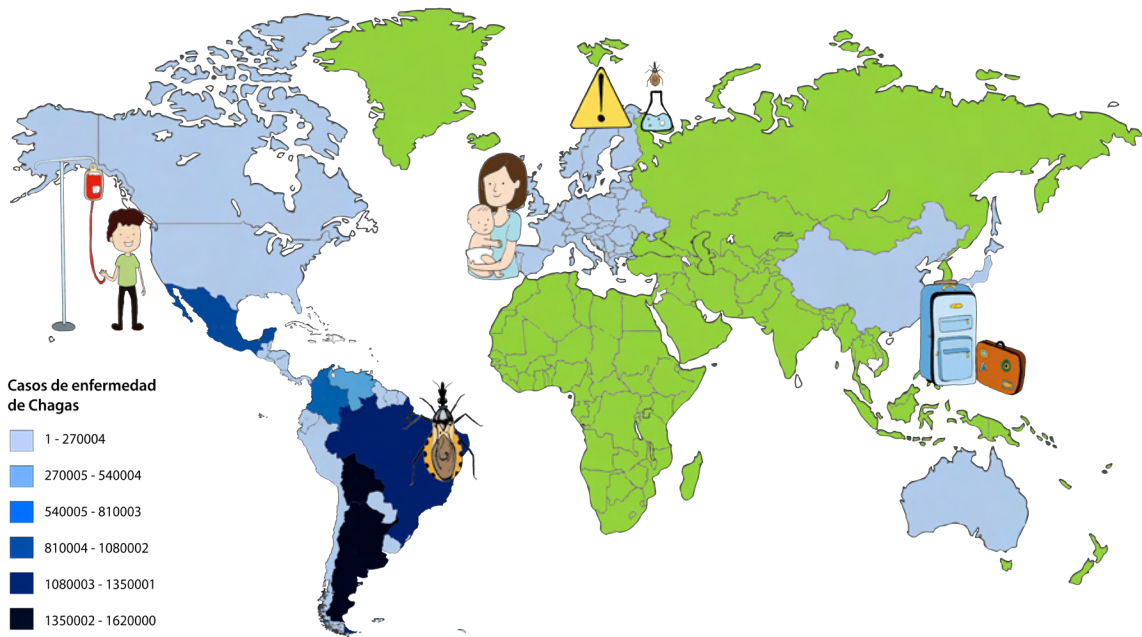 Casos de enfermedad
de Chagas
1 - 270004
270005 - 540004
540005 - 810003
810004 - 1080002
1080003 - 1350001
1350002 - 1620000